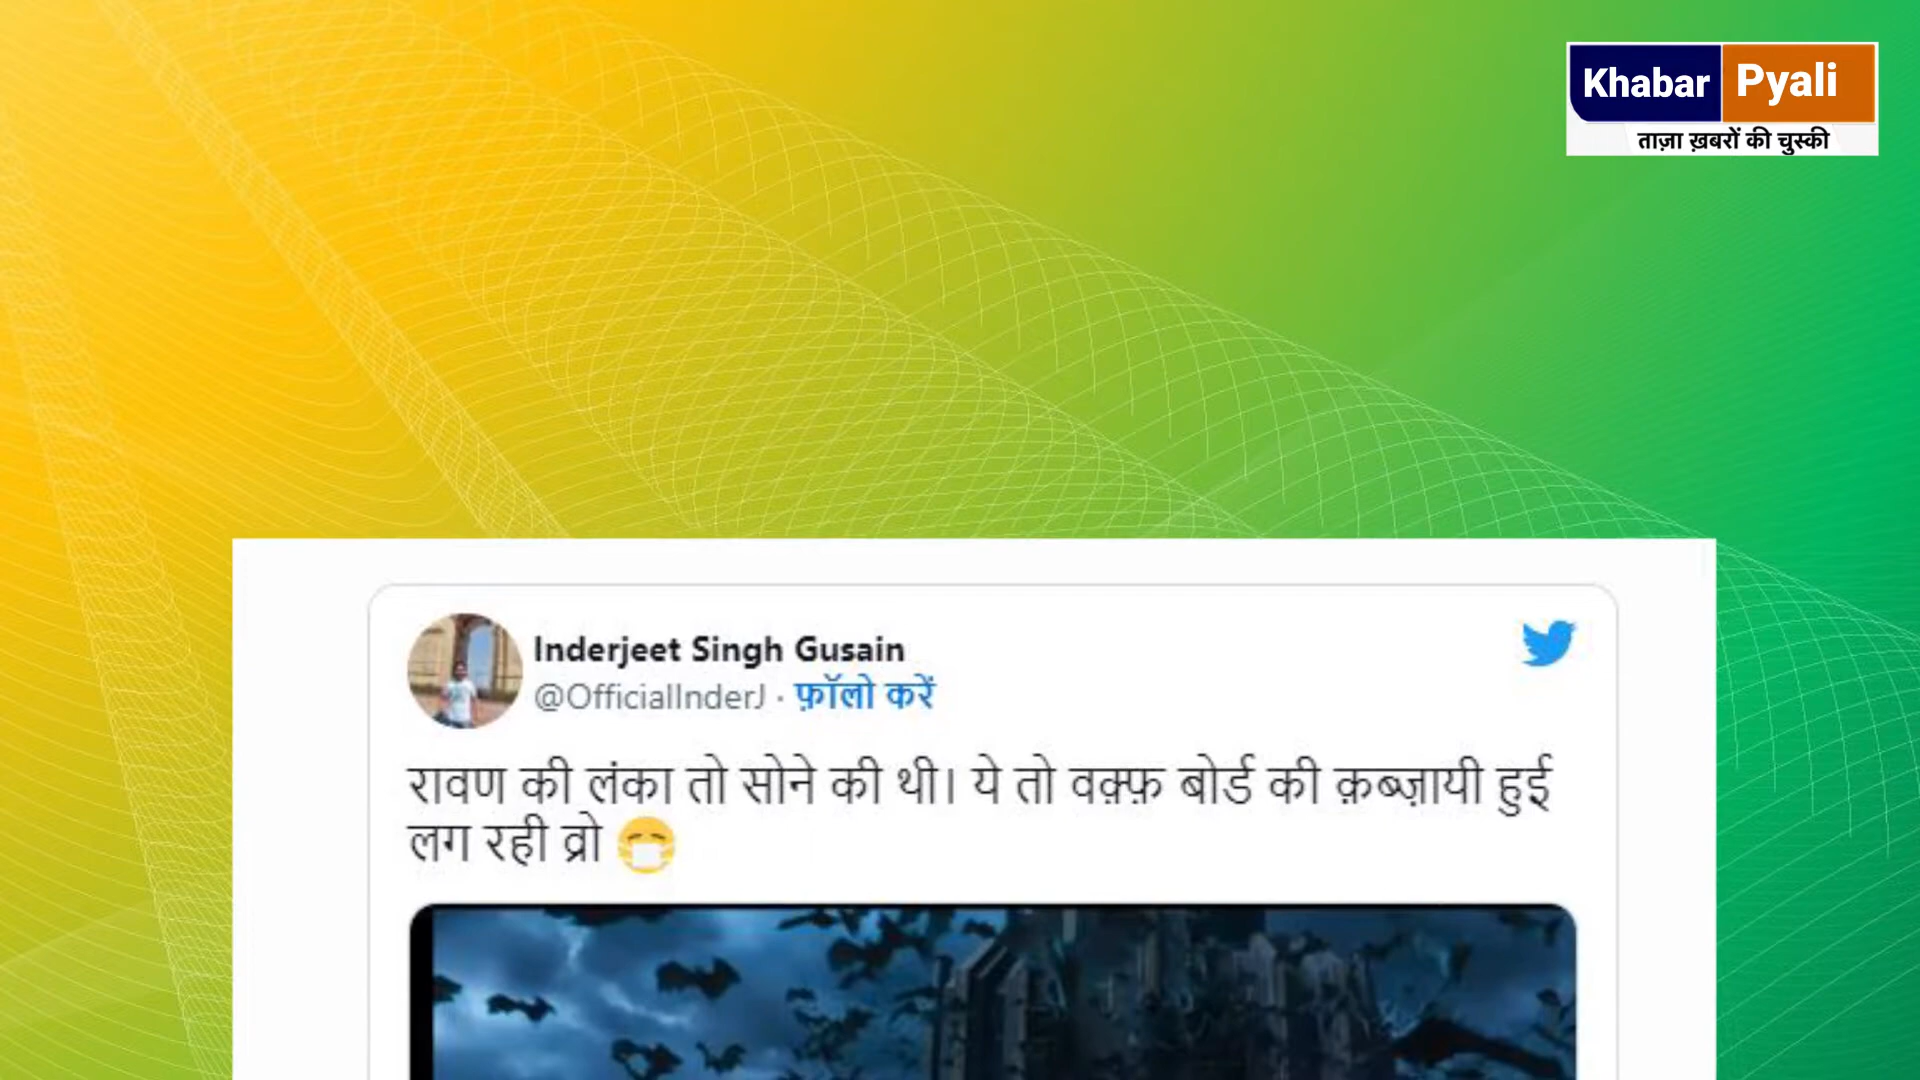 Khabar Pyali
ताज़ा ख़बरों की चुस्की
Inderjeet Singh Gusain
@OfficialInderJ · फ़ॉलो करें
रावण की लंका तो सोने की थी। ये तो वक़्फ़ बोर्ड की क़ब्ज़ायी हुई
लग रही व्रो 😷